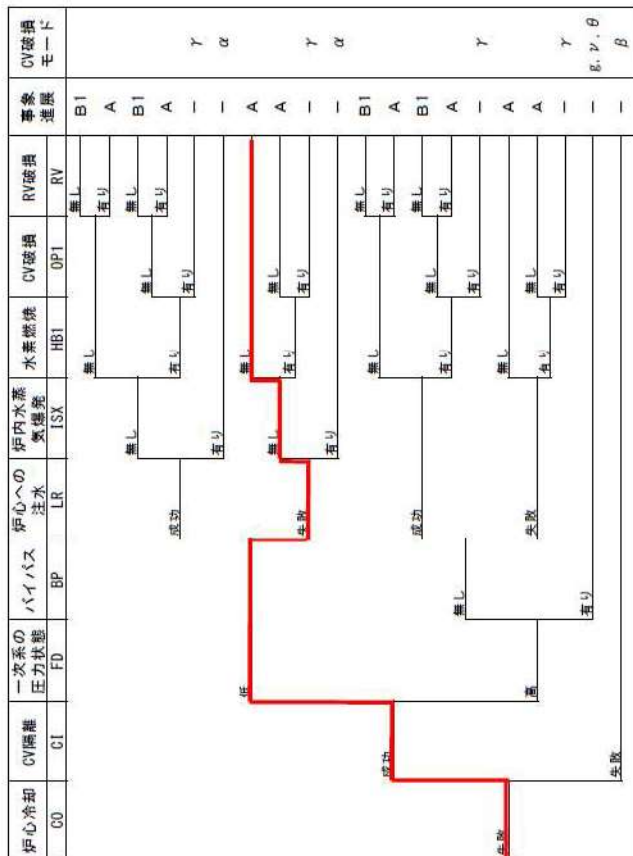 炉心冷却 CV隔離 一次系の圧力状態 バイパス 炉心への注水 炉内水蒸気爆発 水素燃焼 CV破損 RV破損 事象進展 CV破損モード
CO CI FD BP LR ISX HB1 OP1 RV
無し B1
無し
有り A
無し 無し B1
無し
有り A
成功 有り
有り － γ
有り － α
低 無し A
無し 無し A
有り
失敗 有り － γ
有り － α
無し B1
無し
成功 有り A
成功 無し B1
無し
有り 有り A
無し
有り － γ
失敗 無し A
高 失敗 無し A
有り
有り － γ
有り － g, ν, θ
失敗 － β